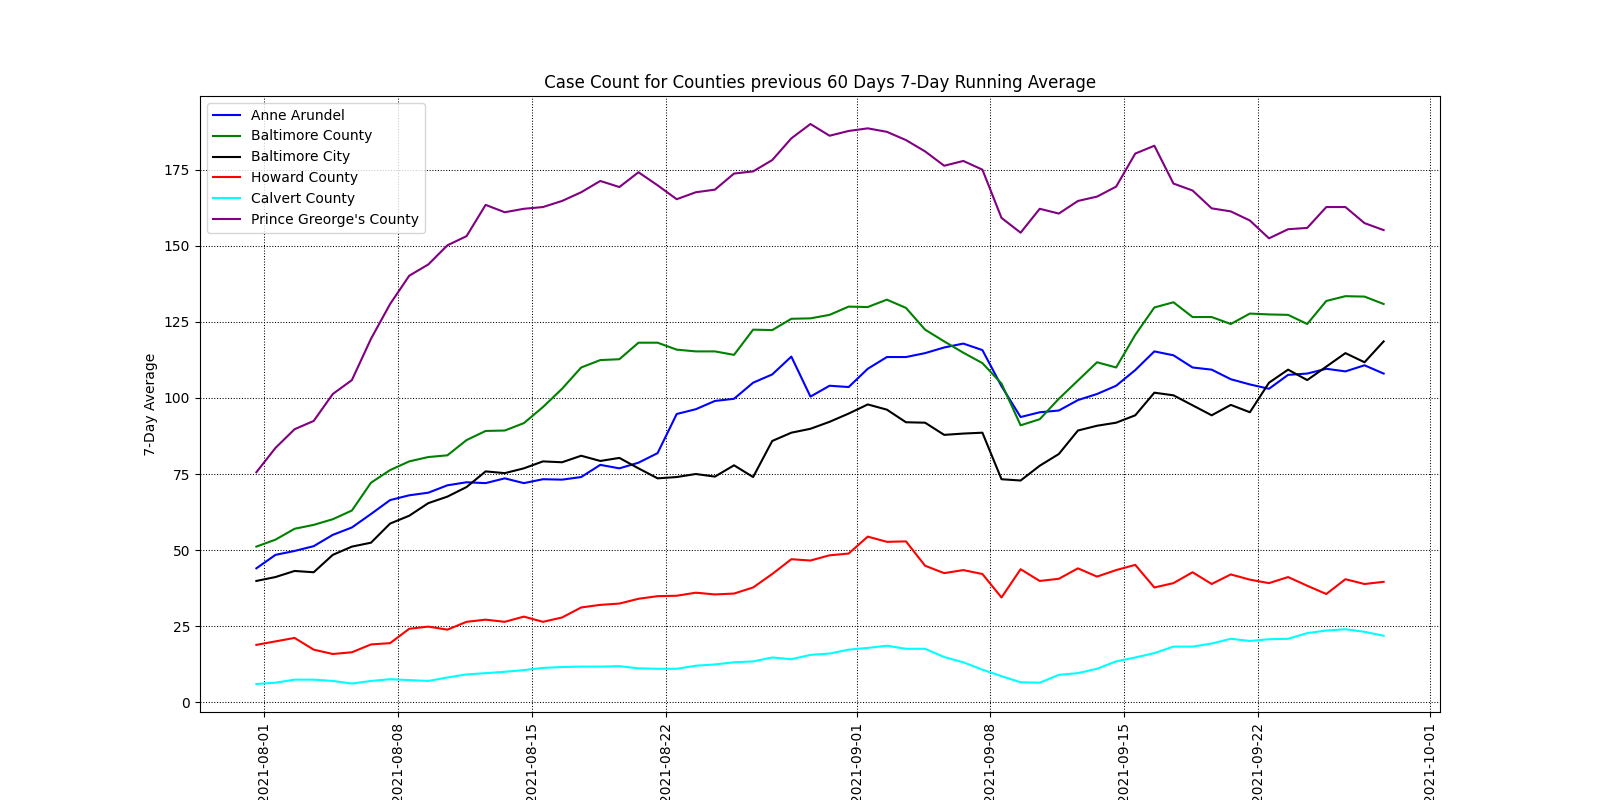 Case Count for Counties previous 60 Days 7-Day Running Average
Anne Arundel
Baltimore County
Baltimore City
Howard County
Calvert County
Prince Greorge's County
7-Day Average
175
150
125
100
75
50
25
0
2021-08-01
2021-08-08
2021-08-15
2021-08-22
2021-09-01
2021-09-08
2021-09-15
2021-09-22
2021-10-01